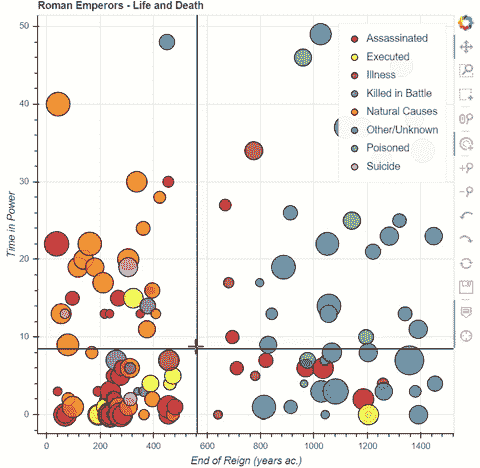 Roman Emperors - Life and Death
50
40
30
20
10
0
Time in Power
Assassinated
Executed
Illness
Killed in Battle
Natural Causes
Other/Unknown
Poisoned
Suicide
0 200 400 600 800 1000 1200 1400
End of Reign (years ac.)